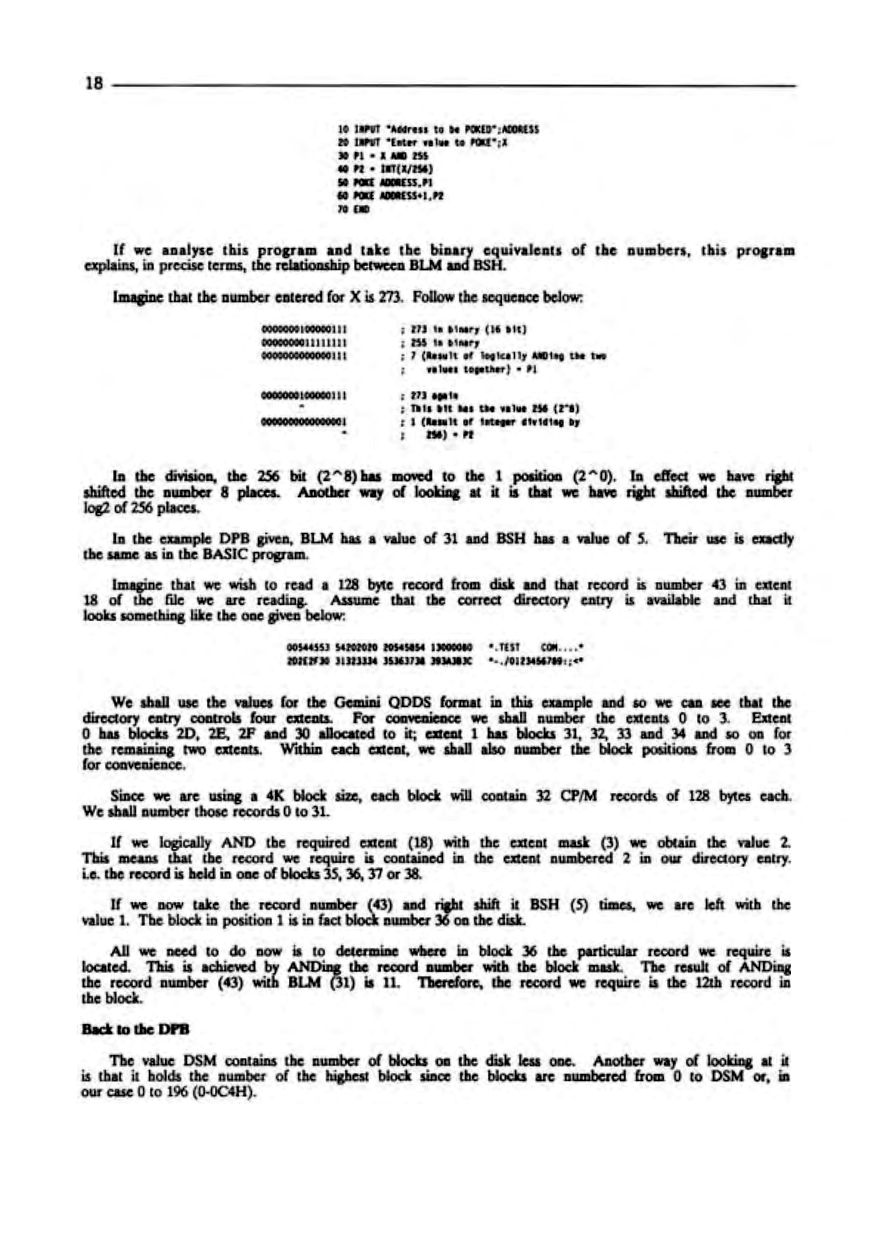 18
10 INPUT "Address to be POKED";ADDRESS
20 INPUT "Enter value to POKE";X
30 P1 = X AND 255
40 P2 = INT(X/256)
50 POKE ADDRESS,P1
60 POKE ADDRESS+1,P2
70 END
If we analyse this program and take the binary equivalents of the numbers, this program
explains, in precise terms, the relationship between BLM and BSH.
Imagine that the number entered for X is 273. Follow the sequence below:
0000000100000111 ; 273 in binary (16 bit)
0000000011111111 ; 255 in binary
0000000000000111 ; 7 (Result of logically ANDing the two
; values together) = P1
0000000100000111 ; 273 again
^ ; This bit has the value 256 (2^8)
0000000000000001 ; 1 (Result of integer dividing by
^ ; 256) = P2
In the division, the 256 bit (2^8) has moved to the 1 position (2^0). In effect we have right
shifted the number 8 places. Another way of looking at it is that we have right shifted the number
log2 of 256 places.
In the example DPB given, BLM has a value of 31 and BSH has a value of 5. Their use is exactly
the same as in the BASIC program.
Imagine that we wish to read a 128 byte record from disk and that record is number 43 in extent
18 of the file we are reading. Assume that the correct directory entry is available and that it
looks something like the one given below:
00544553 54202020 20545854 13000080 *.TEST COM....*
2D2E2F30 31323334 35363738 393A3B3C *-./0123456789:;<*
We shall use the values for the Gemini QDDS format in this example and so we can see that the
directory entry controls four extents. For convenience we shall number the extents 0 to 3. Extent
0 has blocks 2D, 2E, 2F and 30 allocated to it; extent 1 has blocks 31, 32, 33 and 34 and so on for
the remaining two extents. Within each extent, we shall also number the block positions from 0 to 3
for convenience.
Since we are using a 4K block size, each block will contain 32 CP/M records of 128 bytes each.
We shall number those records 0 to 31.
If we logically AND the required extent (18) with the extent mask (3) we obtain the value 2.
This means that the record we require is contained in the extent numbered 2 in our directory entry.
i.e. the record is held in one of blocks 35, 36, 37 or 38.
If we now take the record number (43) and right shift it BSH (5) times, we are left with the
value 1. The block in position 1 is in fact block number 36 on the disk.
All we need to do now is to determine where in block 36 the particular record we require is
located. This is achieved by ANDing the record number with the block mask. The result of ANDing
the record number (43) with BLM (31) is 11. Therefore, the record we require is the 12th record in
the block.
Back to the DPB
The value DSM contains the number of blocks on the disk less one. Another way of looking at it
is that it holds the number of the highest block since the blocks are numbered from 0 to DSM or, in
our case 0 to 196 (0-0C4H).